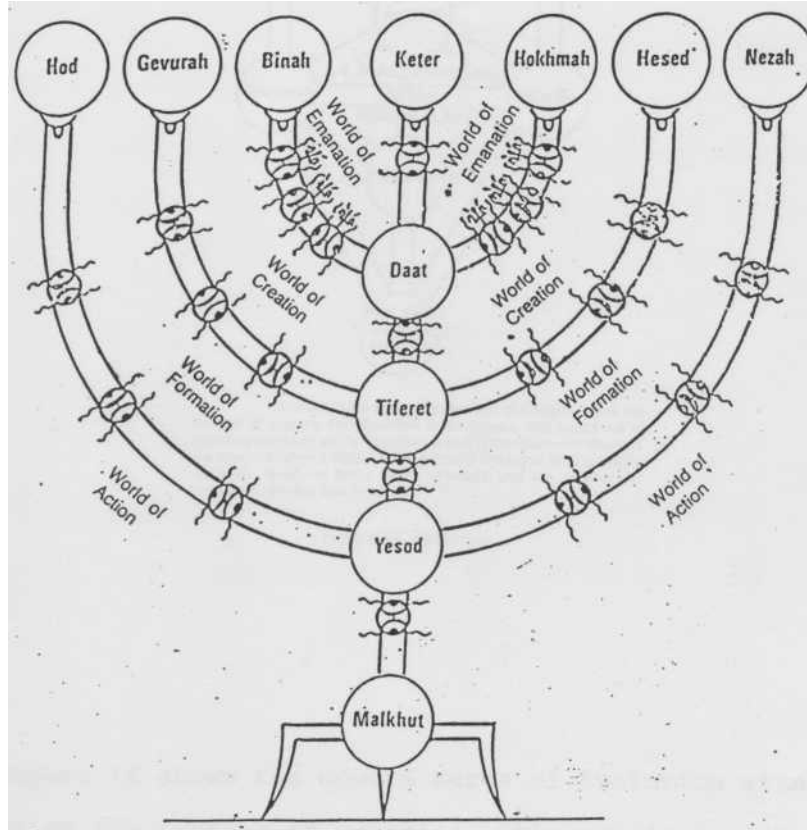 Hod
Gevurah
Binah
Keter
Hokhmah
Hesed
Nezah
World of
Emanation
World of
Emanation
Daat
World of
Creation
World of
Creation
Tiferet
World of
Formation
World of
Formation
World of
Action
World of
Action
Yesod
Malkhut